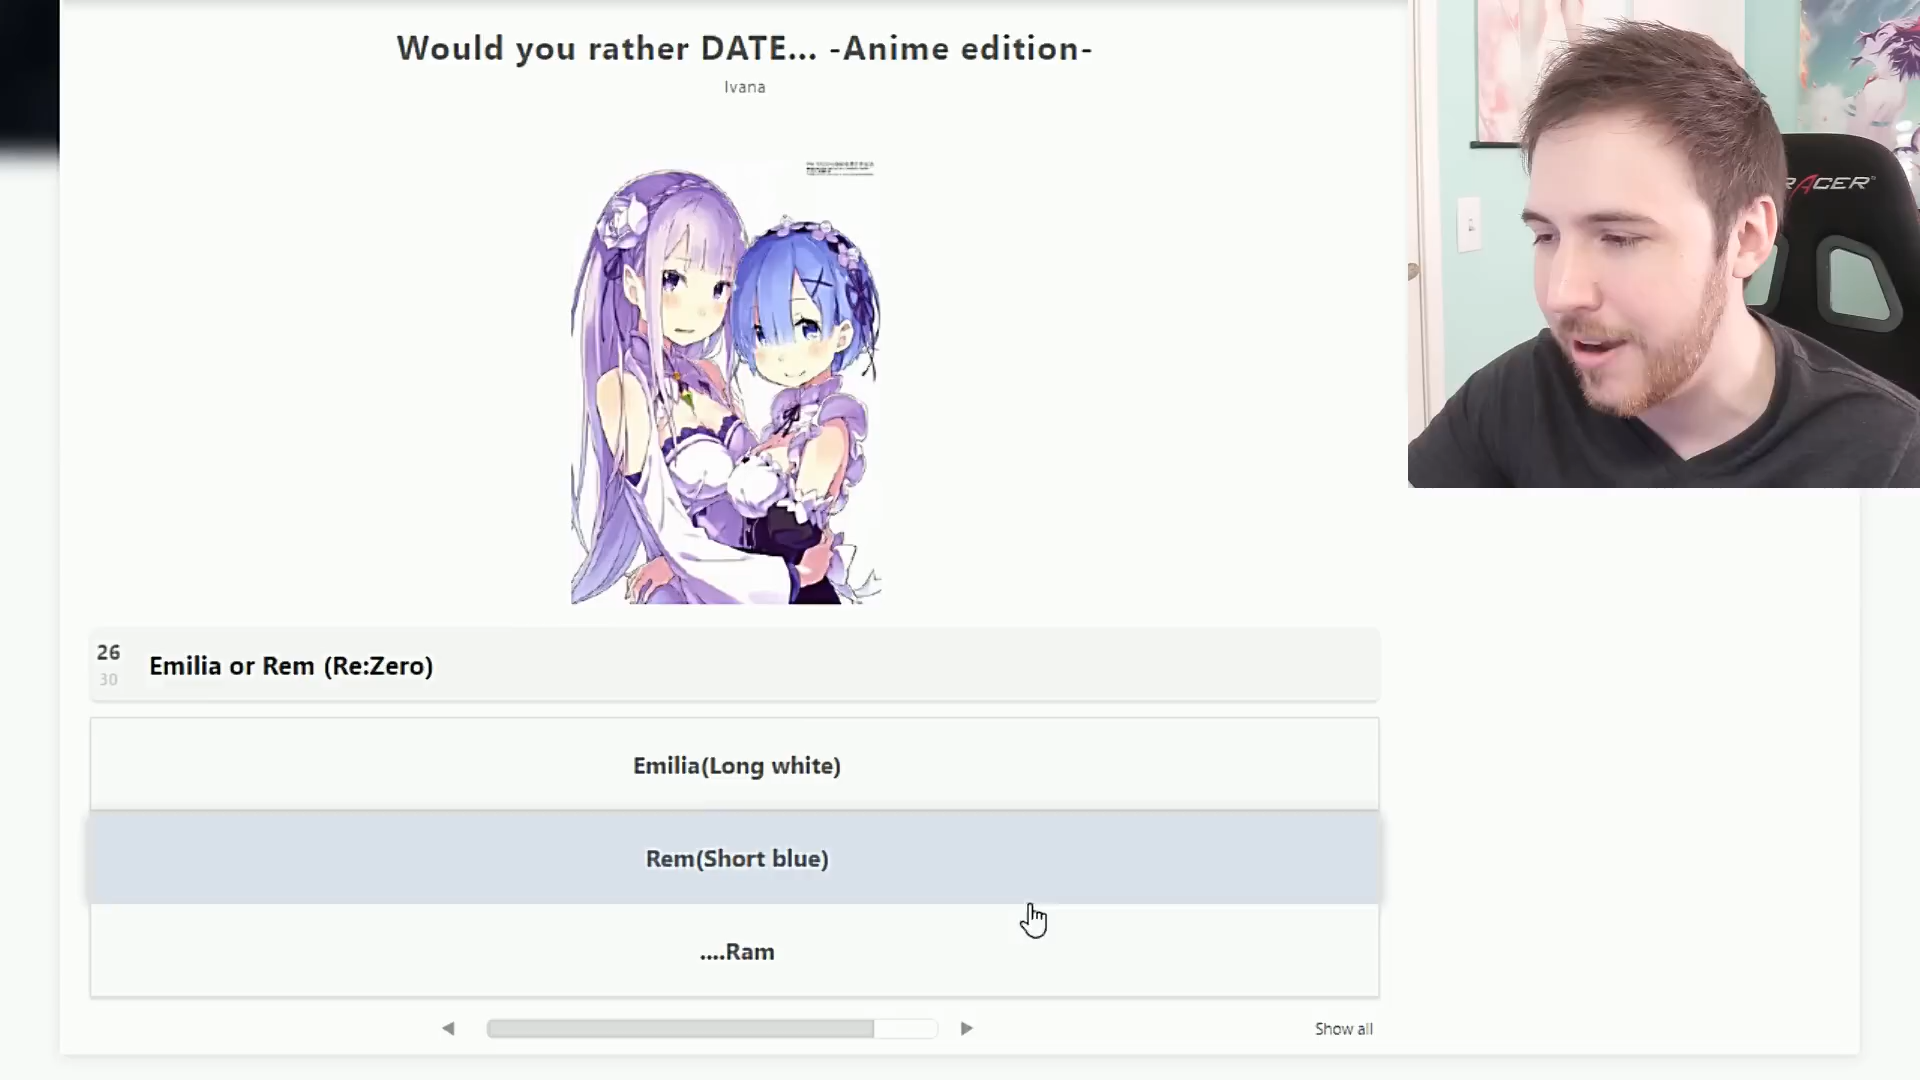 Would you rather DATE... -Anime edition-
Ivana
RACER
26
30
Emilia or Rem (Re:Zero)
Emilia(Long white)
Rem(Short blue)
....Ram
Show all